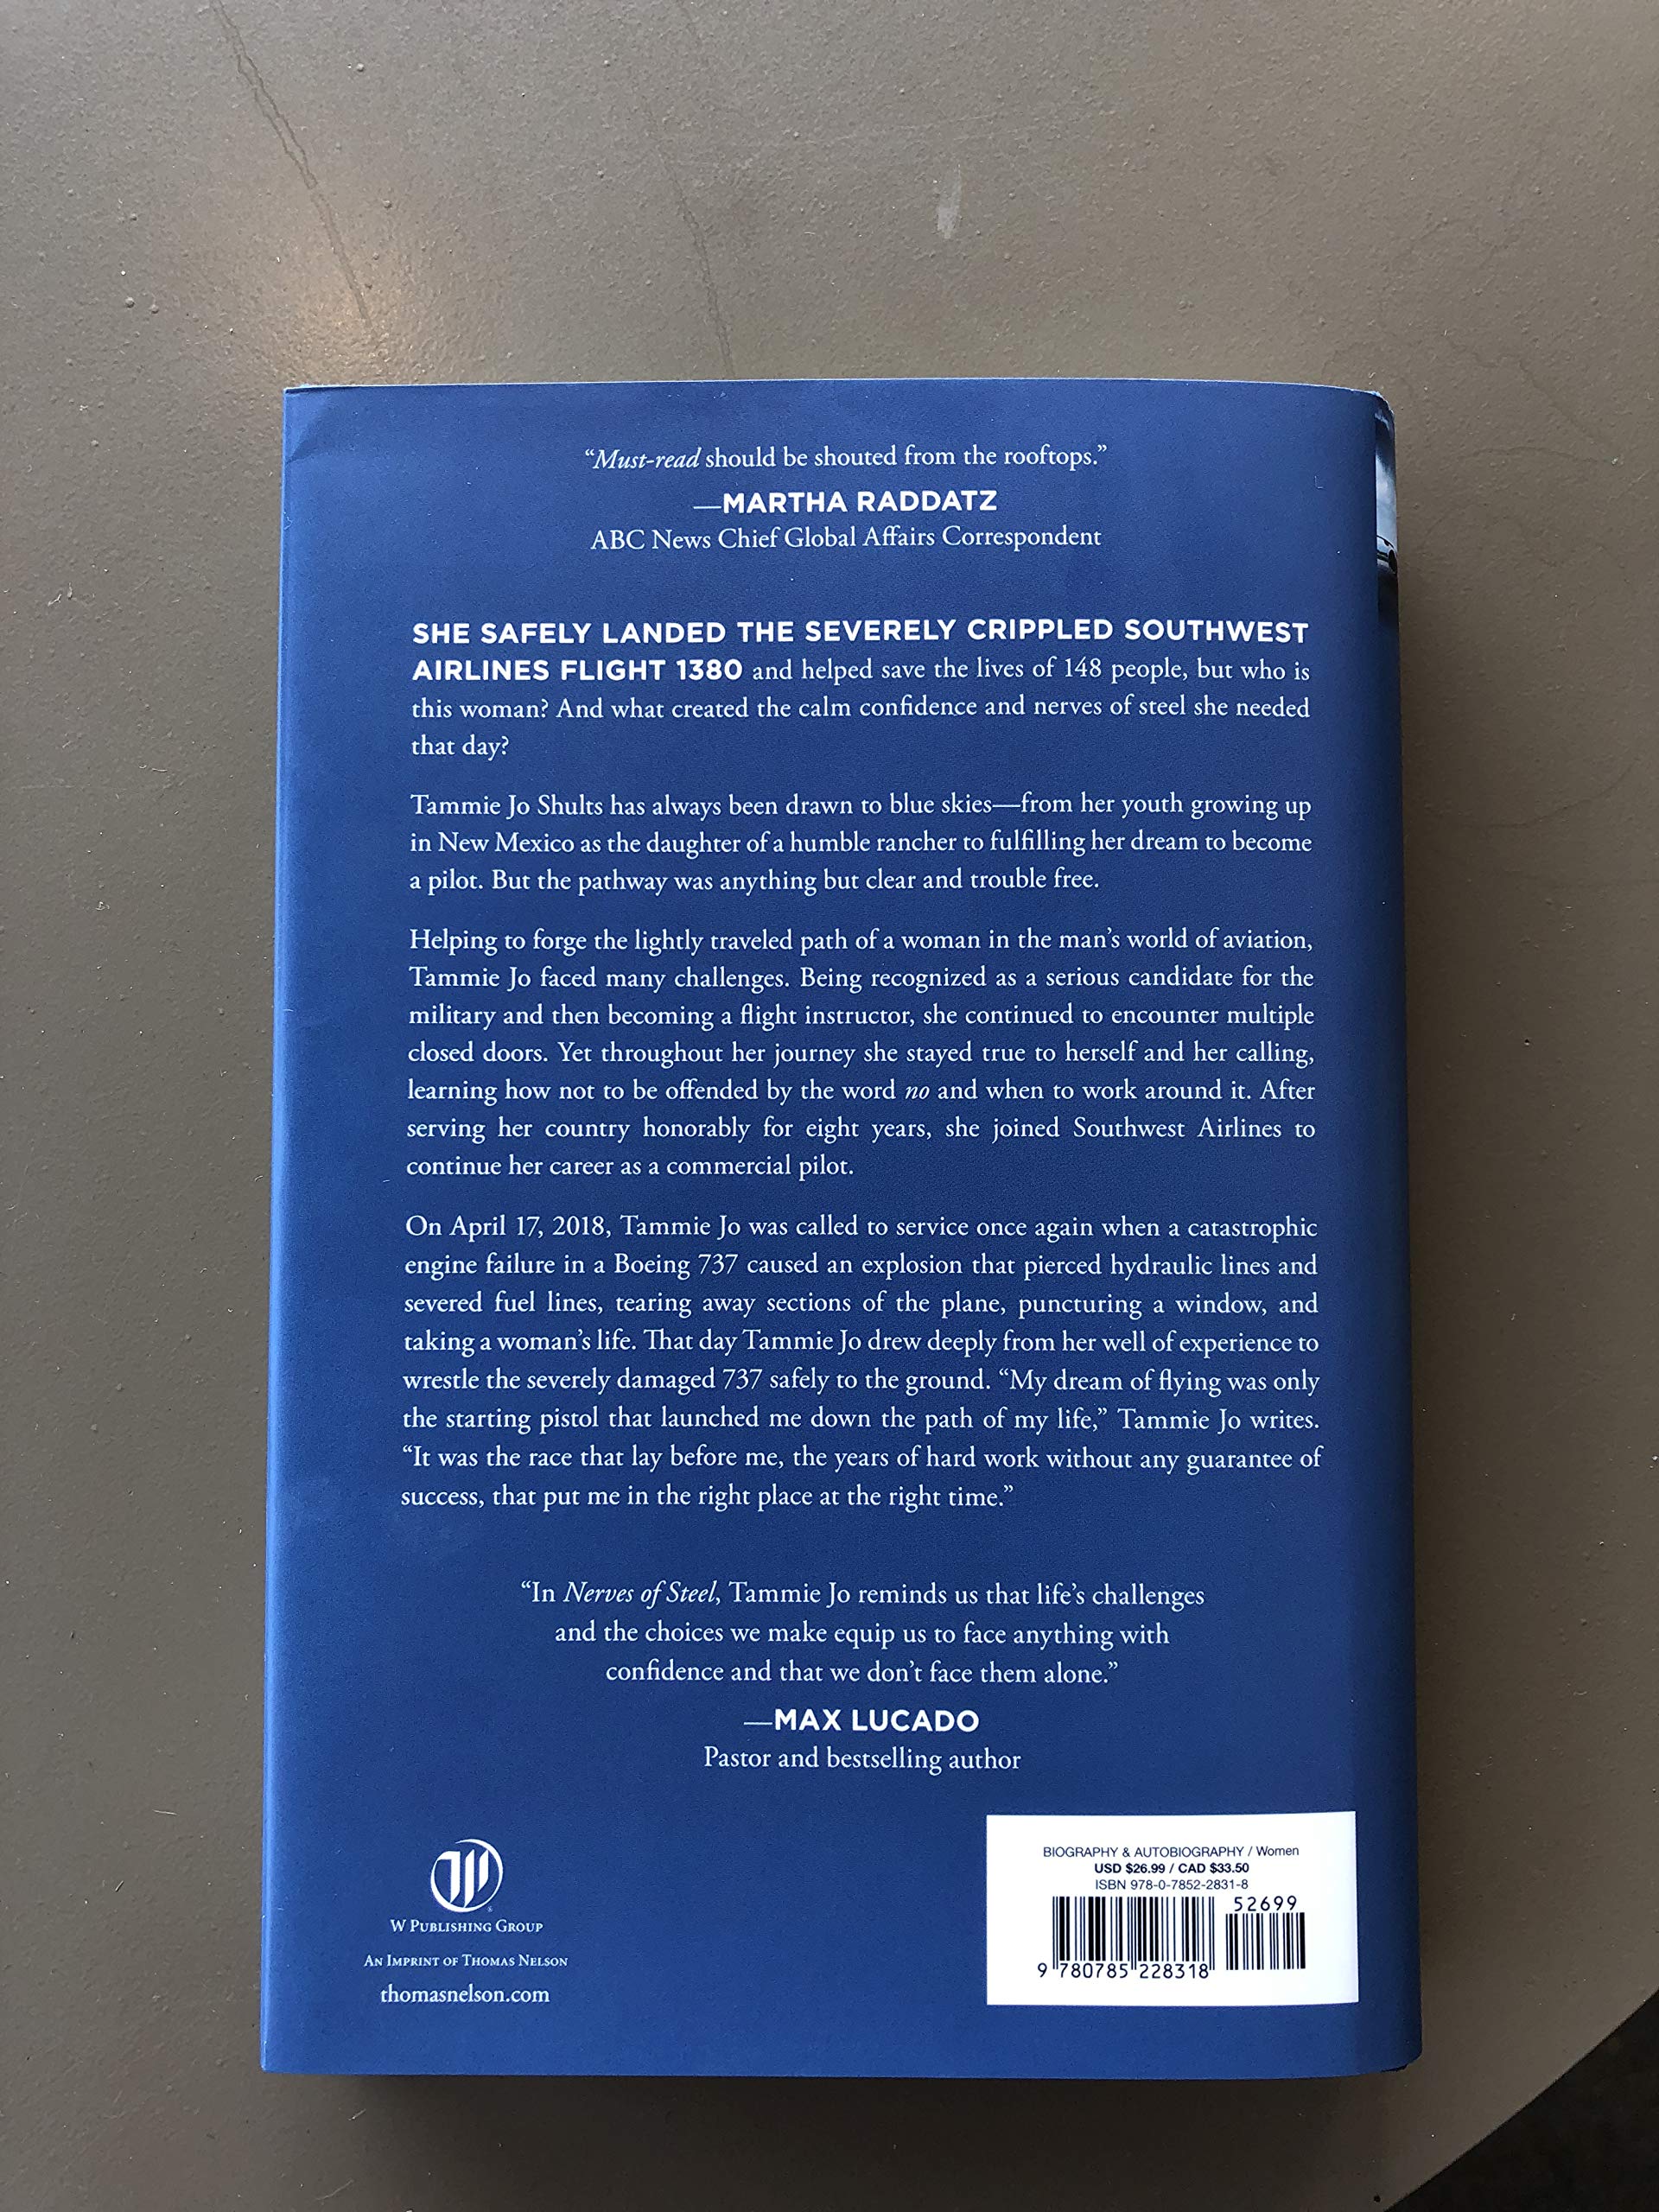 “Must-read should be shouted from the rooftops.”
—MARTHA RADDATZ
ABC News Chief Global Affairs Correspondent
SHE SAFELY LANDED THE SEVERELY CRIPPLED SOUTHWEST
AIRLINES FLIGHT 1380 and helped save the lives of 148 people, but who is
this woman? And what created the calm confidence and nerves of steel she needed
that day?
Tammie Jo Shults has always been drawn to blue skies—from her youth growing up
in New Mexico as the daughter of a humble rancher to fulfilling her dream to become
a pilot. But the pathway was anything but clear and trouble free.
Helping to forge the lightly traveled path of a woman in the man’s world of aviation,
Tammie Jo faced many challenges. Being recognized as a serious candidate for the
military and then becoming a flight instructor, she continued to encounter multiple
closed doors. Yet throughout her journey she stayed true to herself and her calling,
learning how not to be offended by the word no and when to work around it. After
serving her country honorably for eight years, she joined Southwest Airlines to
continue her career as a commercial pilot.
On April 17, 2018, Tammie Jo was called to service once again when a catastrophic
engine failure in a Boeing 737 caused an explosion that pierced hydraulic lines and
severed fuel lines, tearing away sections of the plane, puncturing a window, and
taking a woman’s life. That day Tammie Jo drew deeply from her well of experience to
wrestle the severely damaged 737 safely to the ground. “My dream of flying was only
the starting pistol that launched me down the path of my life,” Tammie Jo writes.
“It was the race that lay before me, the years of hard work without any guarantee of
success, that put me in the right place at the right time.”
“In Nerves of Steel, Tammie Jo reminds us that life’s challenges
and the choices we make equip us to face anything with
confidence and that we don’t face them alone.”
—MAX LUCADO
Pastor and bestselling author
W PUBLISHING GROUP
AN IMPRINT OF THOMAS NELSON
thomasnelson.com
BIOGRAPHY & AUTOBIOGRAPHY / Women
USD $26.99 / CAD $33.50
ISBN 978-0-7852-2831-8
52699
9 780785 228318